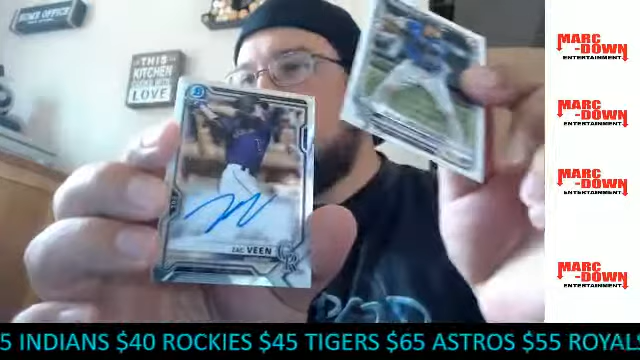 HOME OFFICE
THIS
KITCHEN
LOVE
ZAC VEEN
MARC
-DOWN
ENTERTAINMENT.
MARC
-DOWN
ENTERTAINMENT.
MARC
-DOWN
ENTERTAINMENT.
MARC
-DOWN
ENTERTAINMENT.
5 INDIANS $40 ROCKIES $45 TIGERS $65 ASTROS $55 ROYAL